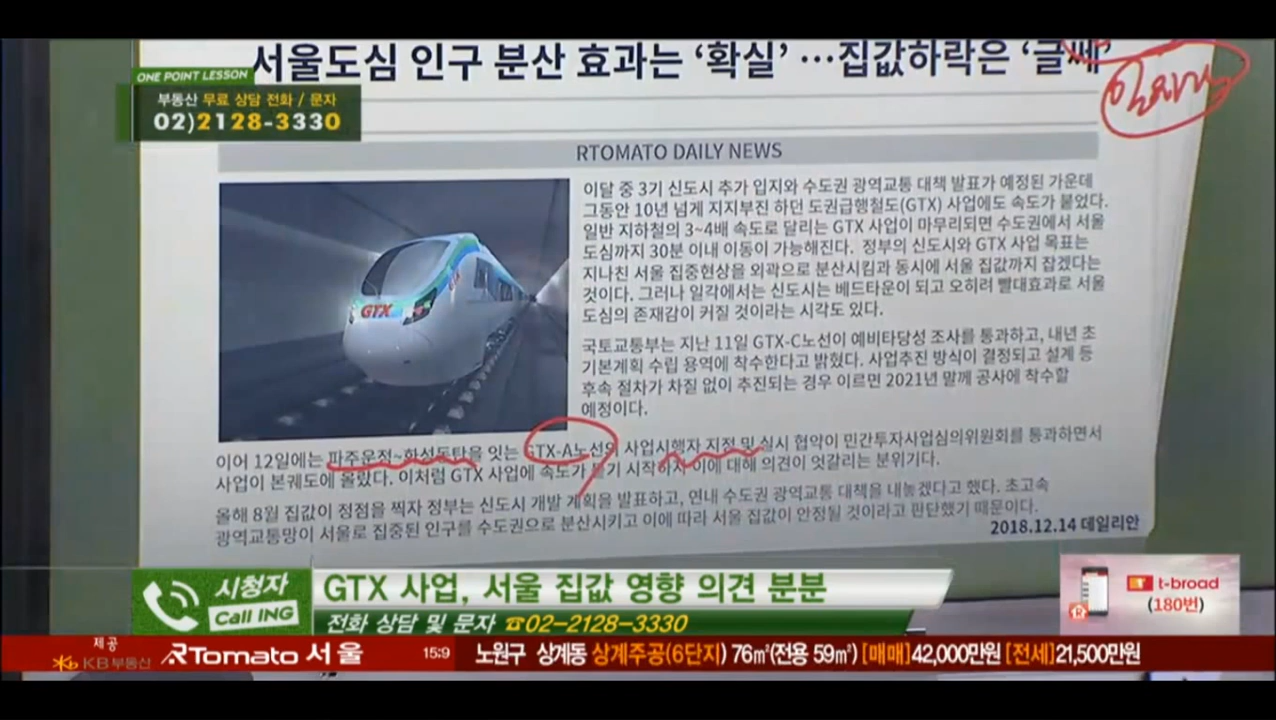 서울도심 인구 분산 효과는 ‘확실’ …집값하락은 ‘글쎄’
ONE POINT LESSON
부동산 무료 상담 전화 / 문자
02)2128-3330
RTOMATO DAILY NEWS
이달 중 3기 신도시 추가 입지와 수도권 광역교통 대책 발표가 예정된 가운데
그동안 10년 넘게 지지부진 하던 도권급행철도(GTX) 사업에도 속도가 붙었다.
일반 지하철의 3~4배 속도로 달리는 GTX 사업이 마무리되면 수도권에서 서울
도심까지 30분 이내 이동이 가능해진다. 정부의 신도시와 GTX 사업 목표는
지나친 서울 집중현상을 외곽으로 분산시킴과 동시에 서울 집값까지 잡겠다는
것이다. 그러나 일각에서는 신도시는 베드타운이 되고 오히려 빨대효과로 서울
도심의 존재감이 커질 것이라는 시각도 있다.
GTX
국토교통부는 지난 11일 GTX-C노선이 예비타당성 조사를 통과하고, 내년 초
기본계획 수립 용역에 착수한다고 밝혔다. 사업추진 방식이 결정되고 설계 등
후속 절차가 차질 없이 추진되는 경우 이르면 2021년 말께 공사에 착수할
예정이다.
이어 12일에는 파주운정~화성동탄을 잇는 GTX-A노선의 사업시행자 지정 및 실시 협약이 민간투자사업심의위원회를 통과하면서
사업이 본궤도에 올랐다. 이처럼 GTX 사업에 속도가 붙기 시작하자 이에 대해 의견이 엇갈리는 분위기다.
올해 8월 집값이 정점을 찍자 정부는 신도시 개발 계획을 발표하고, 연내 수도권 광역교통 대책을 내놓겠다고 했다. 초고속
광역교통망이 서울로 집중된 인구를 수도권으로 분산시키고 이에 따라 서울 집값이 안정될 것이라고 판단했기 때문이다.
2018.12.14 데일리안
시청자
Call ING
GTX 사업, 서울 집값 영향 의견 분분
전화 상담 및 문자 ☎02-2128-3330
t-broad
(180번)
제공
KB부동산
RTomato 서울
15:9
노원구 상계동 상계주공(6단지) 76㎡(전용 59㎡) [매매]42,000만원 [전세]21,500만원